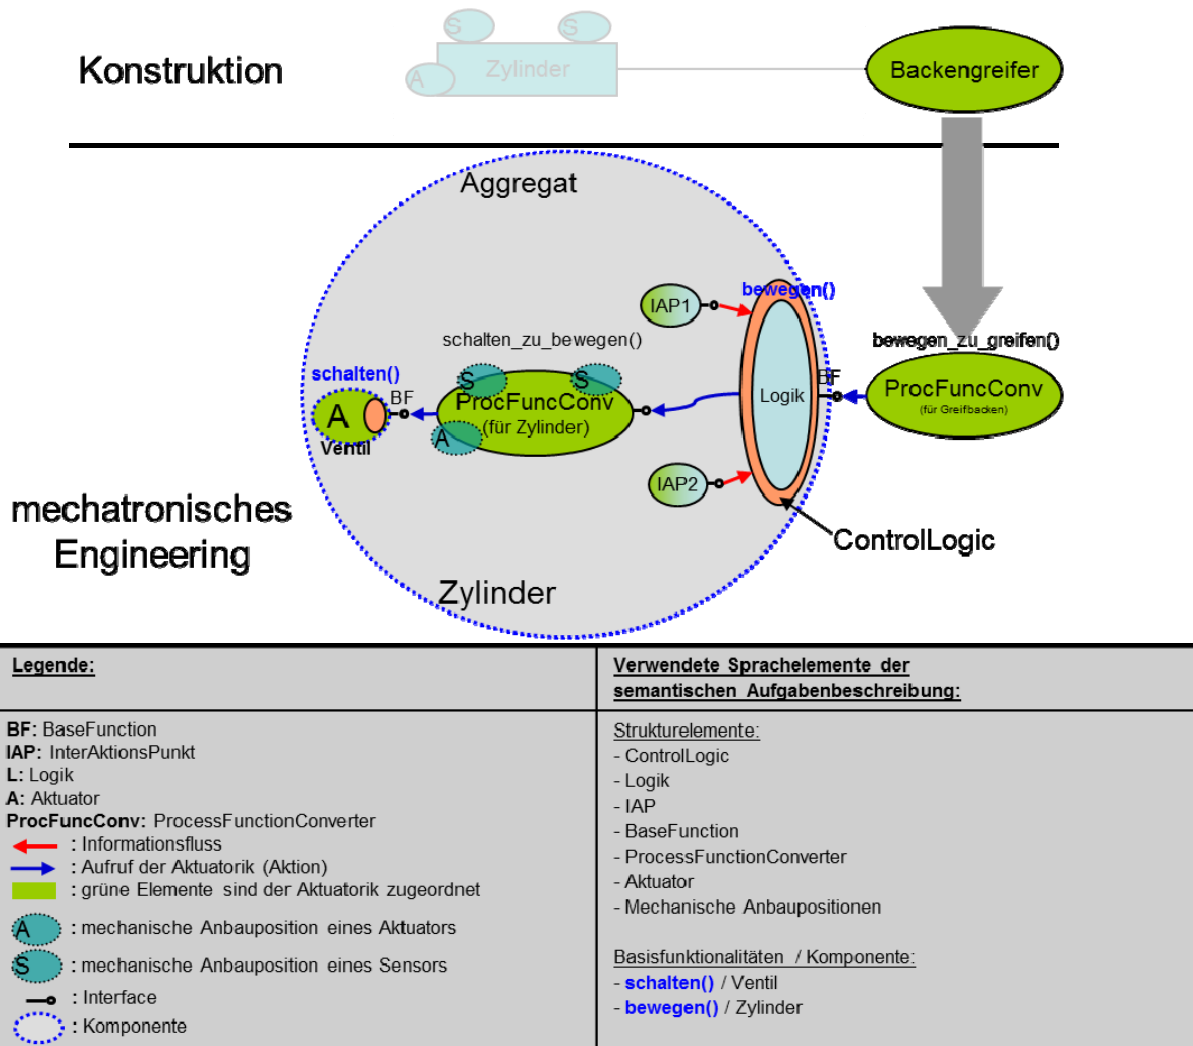 S
S
Konstruktion
Zylinder
A
Backengreifer
Aggregat
bewegen()
IAP1
schalten_zu_bewegen()
bewegen_zu_greifen()
schalten()
S
S
BF
BF
A
ProcFuncConv
(für Zylinder)
Logik
ProcFuncConv
(für Greifbacken)
A
Ventil
IAP2
mechatronisches
Engineering
ControlLogic
Zylinder
Legende:
BF: BaseFunction
IAP: InterAktionsPunkt
L: Logik
A: Aktuator
ProcFuncConv: ProcessFunctionConverter
: Informationsfluss
: Aufruf der Aktuatorik (Aktion)
: grüne Elemente sind der Aktuatorik zugeordnet
A : mechanische Anbauposition eines Aktuators
S : mechanische Anbauposition eines Sensors
: Interface
: Komponente
Verwendete Sprachelemente der
semantischen Aufgabenbeschreibung:
Strukturelemente:
- ControlLogic
- Logik
- IAP
- BaseFunction
- ProcessFunctionConverter
- Aktuator
- Mechanische Anbaupositionen
Basisfunktionalitäten / Komponente:
- schalten() / Ventil
- bewegen() / Zylinder